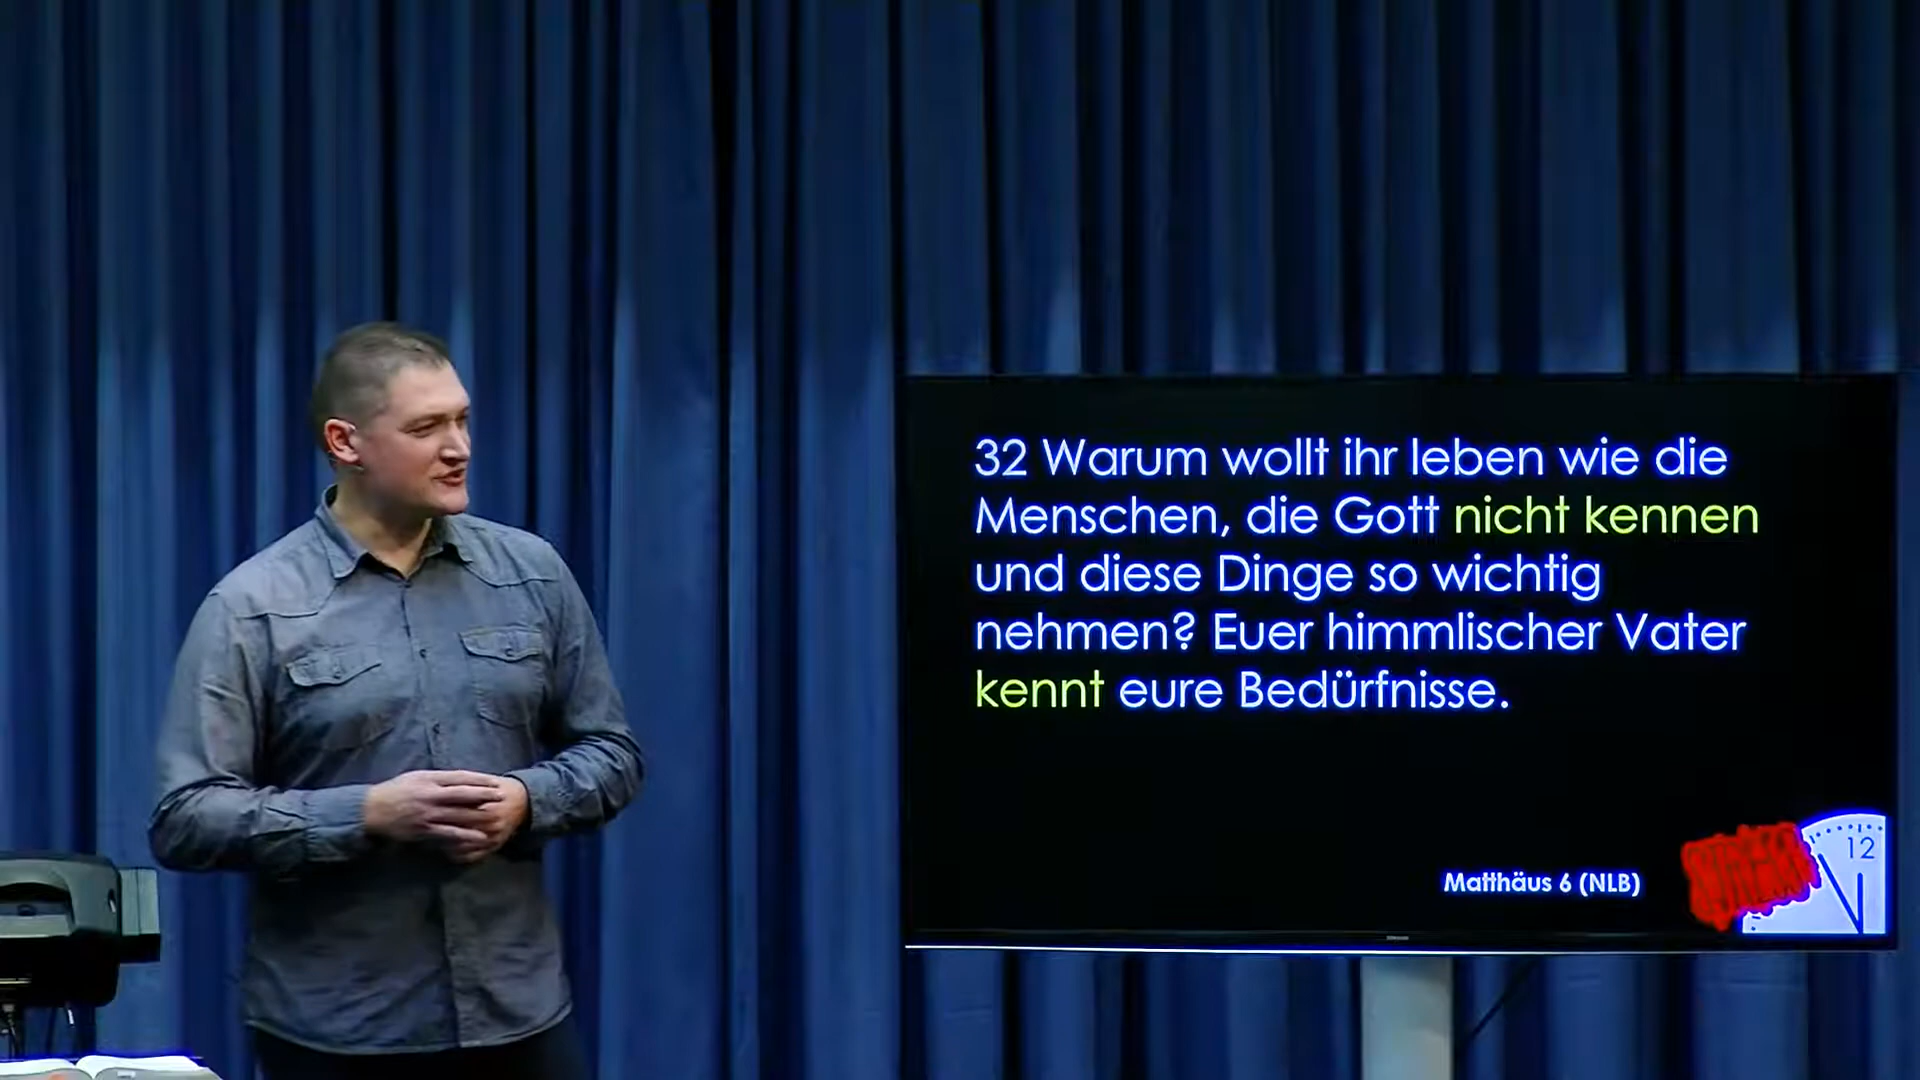 32 Warum wollt ihr leben wie die
Menschen, die Gott nicht kennen
und diese Dinge so wichtig
nehmen? Euer himmlischer Vater
kennt eure Bedürfnisse.
Matthäus 6 (NLB)
12